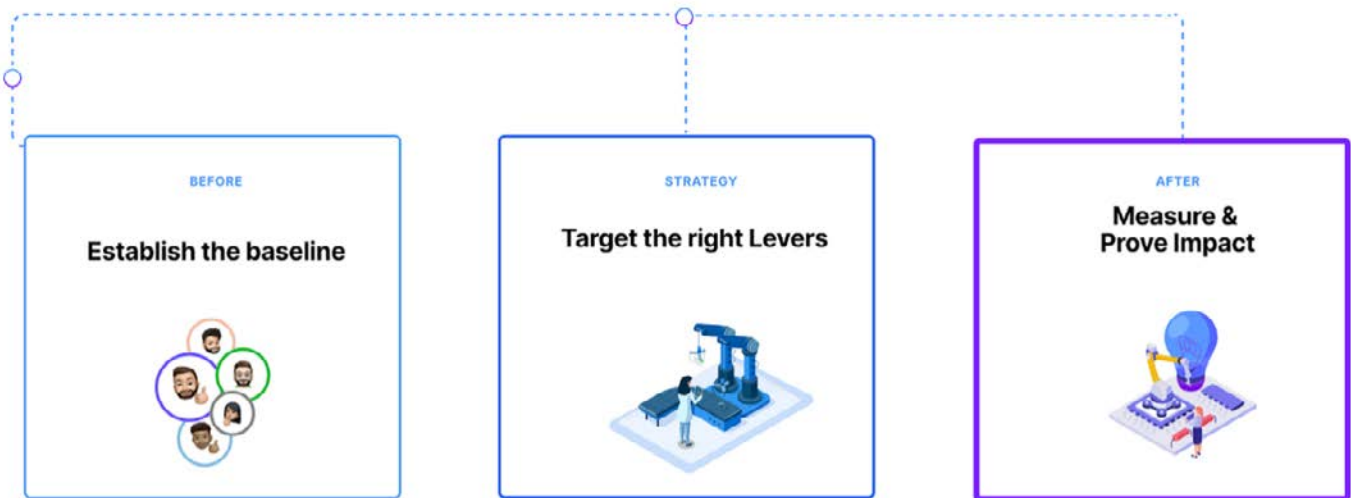 BEFORE
Establish the baseline
STRATEGY
Target the right Levers
AFTER
Measure &
Prove Impact